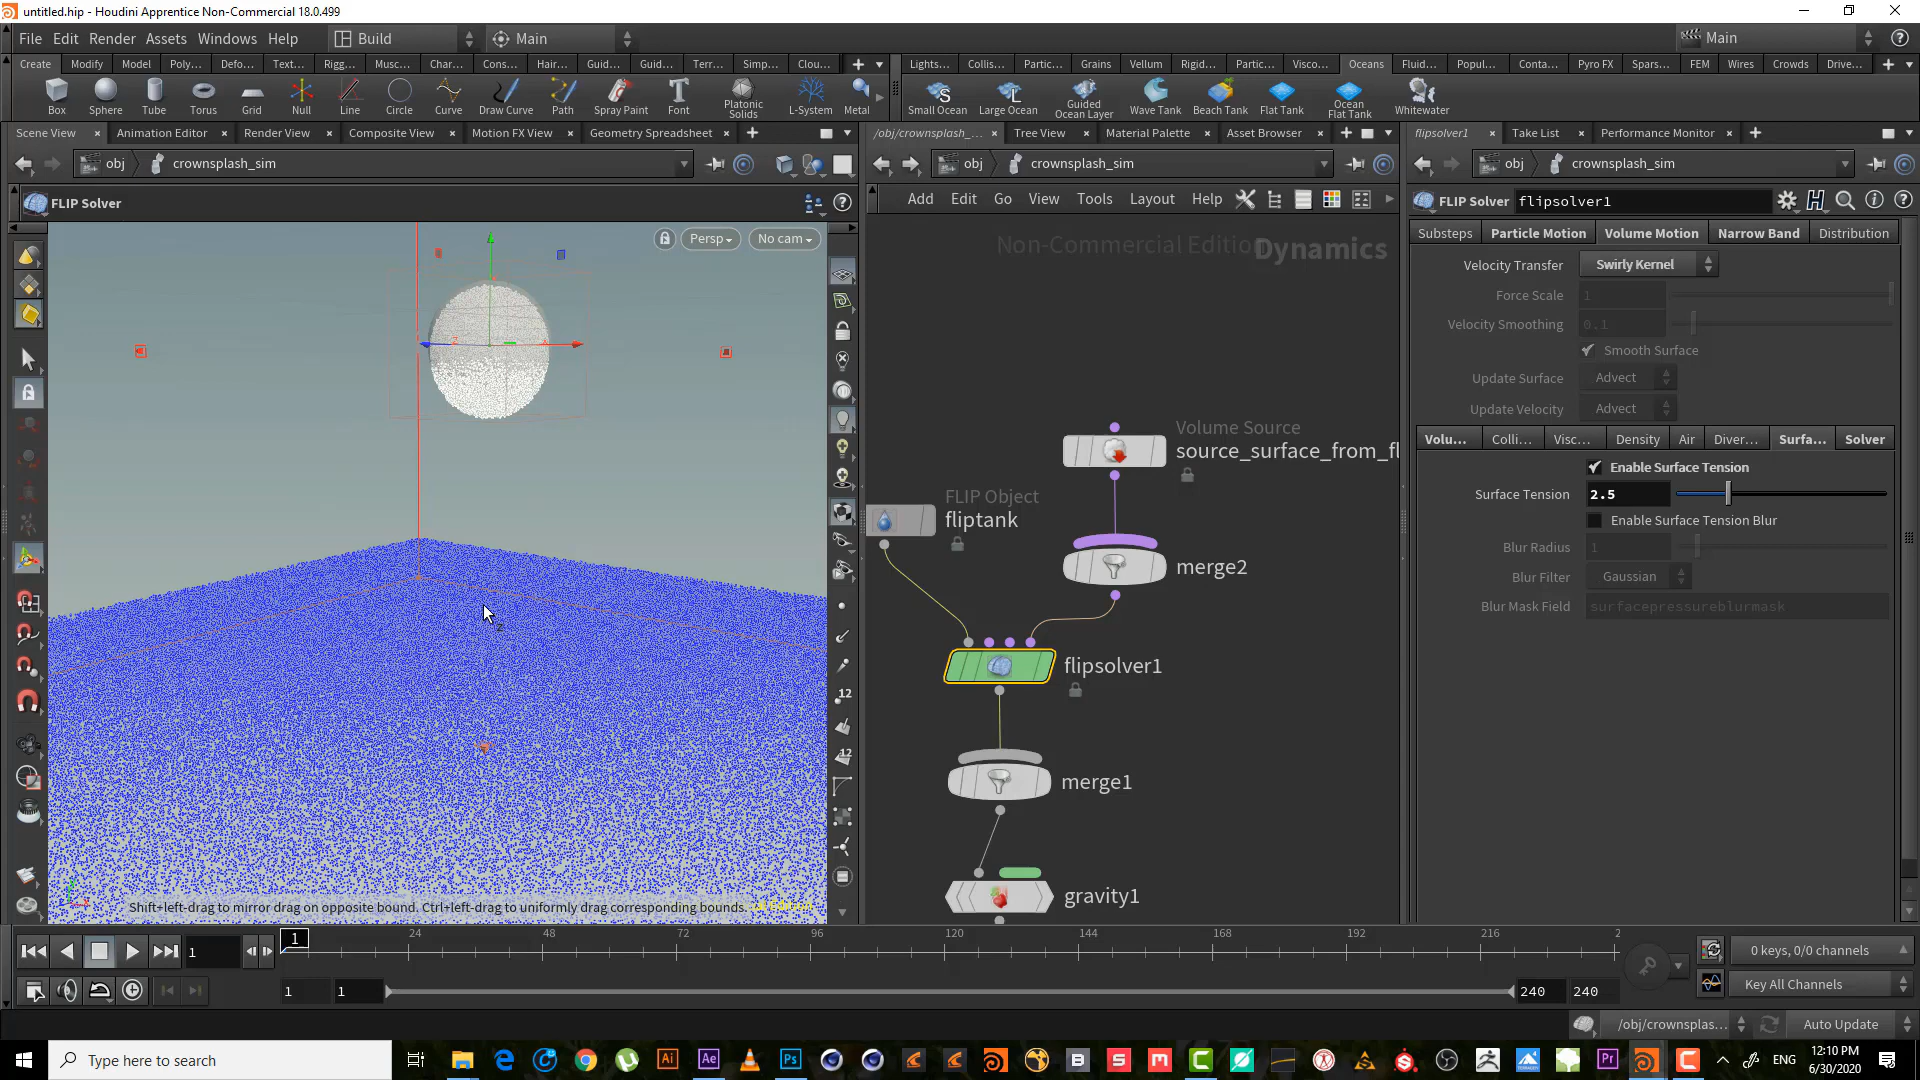 untitled.hip - Houdini Apprentice Non-Commercial 18.0.499
File Edit Render Assets Windows Help Build Main Main
Create Modify Model Poly... Defo... Text... Rigg... Musc... Char... Cons... Hair... Guid... Guid... Terr... Simp... Clou...
Lights... Collis... Partic... Grains Vellum Rigid... Partic... Visco... Oceans Fluid... Popul... Conta... Pyro FX Spars... FEM Wires Crowds Drive...
Box Sphere Tube Torus Grid Null Line Circle Curve Draw Curve Path Spray Paint Font Platonic Solids L-System Metal
Small Ocean Large Ocean Guided Ocean Layer Wave Tank Beach Tank Flat Tank Ocean Flat Tank Whitewater
Scene View Animation Editor Render View Composite View Motion FX View Geometry Spreadsheet
/obj/crownsplash_... Tree View Material Palette Asset Browser
flipsolver1 Take List Performance Monitor
obj crownsplash_sim
obj crownsplash_sim
obj crownsplash_sim
FLIP Solver
Persp No cam
Add Edit Go View Tools Layout Help
Non-Commercial Edition
Dynamics
Volume Source
source_surface_from_fl
FLIP Object
fliptank
merge2
flipsolver1
merge1
gravity1
FLIP Solver flipsolver1
Substeps Particle Motion Volume Motion Narrow Band Distribution
Velocity Transfer Swirly Kernel
Force Scale 1
Velocity Smoothing 0.1
Smooth Surface
Update Surface Advect
Update Velocity Advect
Volu... Colli... Visc... Density Air Diver... Surfa... Solver
Enable Surface Tension
Surface Tension 2.5
Enable Surface Tension Blur
Blur Radius 1
Blur Filter Gaussian
Blur Mask Field surfacepressureblurmask
12
12
Shift+left-drag to mirror drag on opposite bound. Ctrl+left-drag to uniformly drag corresponding bounds.
1 1 24 48 72 96 120 144 168 192 216 2
0 keys, 0/0 channels
1 1 240 240
Key All Channels
/obj/crownsplas... Auto Update
Type here to search
ENG 12:10 PM
6/30/2020